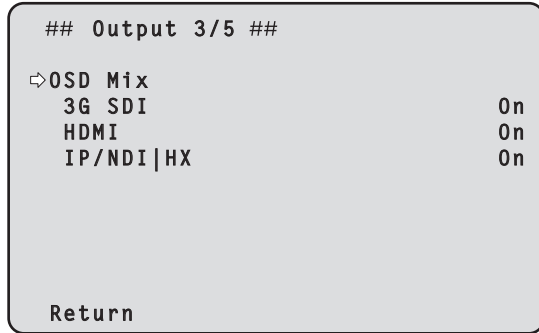 ## Output 3/5 ##
⇨OSD Mix
3G SDI On
HDMI On
IP/NDI|HX On
Return